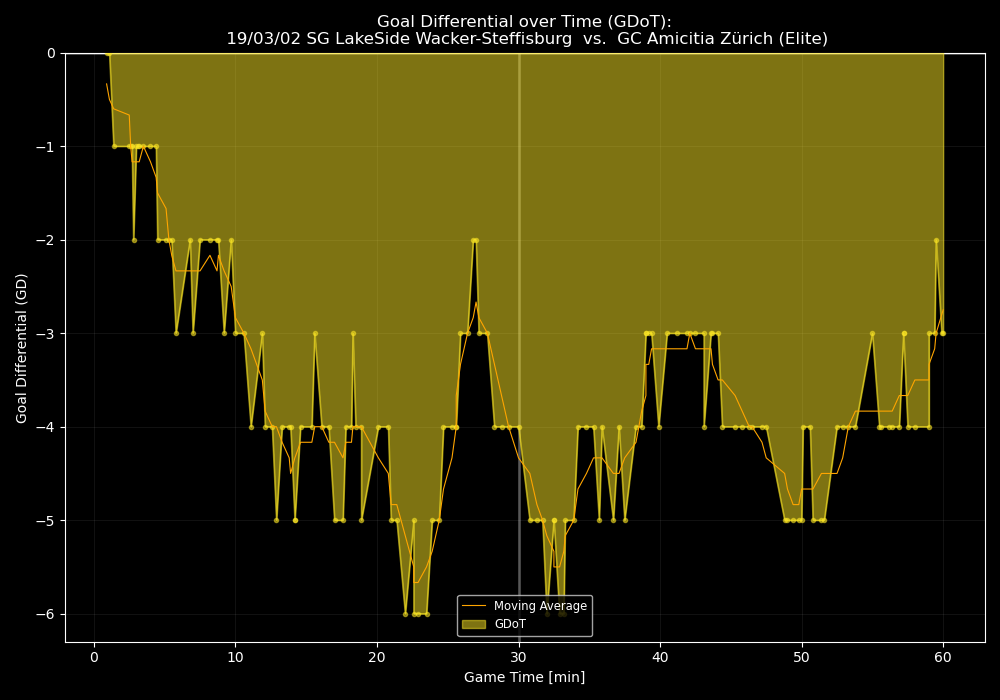 Goal Differential over Time (GDoT):
19/03/02 SG LakeSide Wacker-Steffisburg  vs.  GC Amicitia Zürich (Elite)
Goal Differential (GD)
0
−1
−2
−3
−4
−5
−6
0 10 20 30 40 50 60
Game Time [min]
Moving Average
GDoT